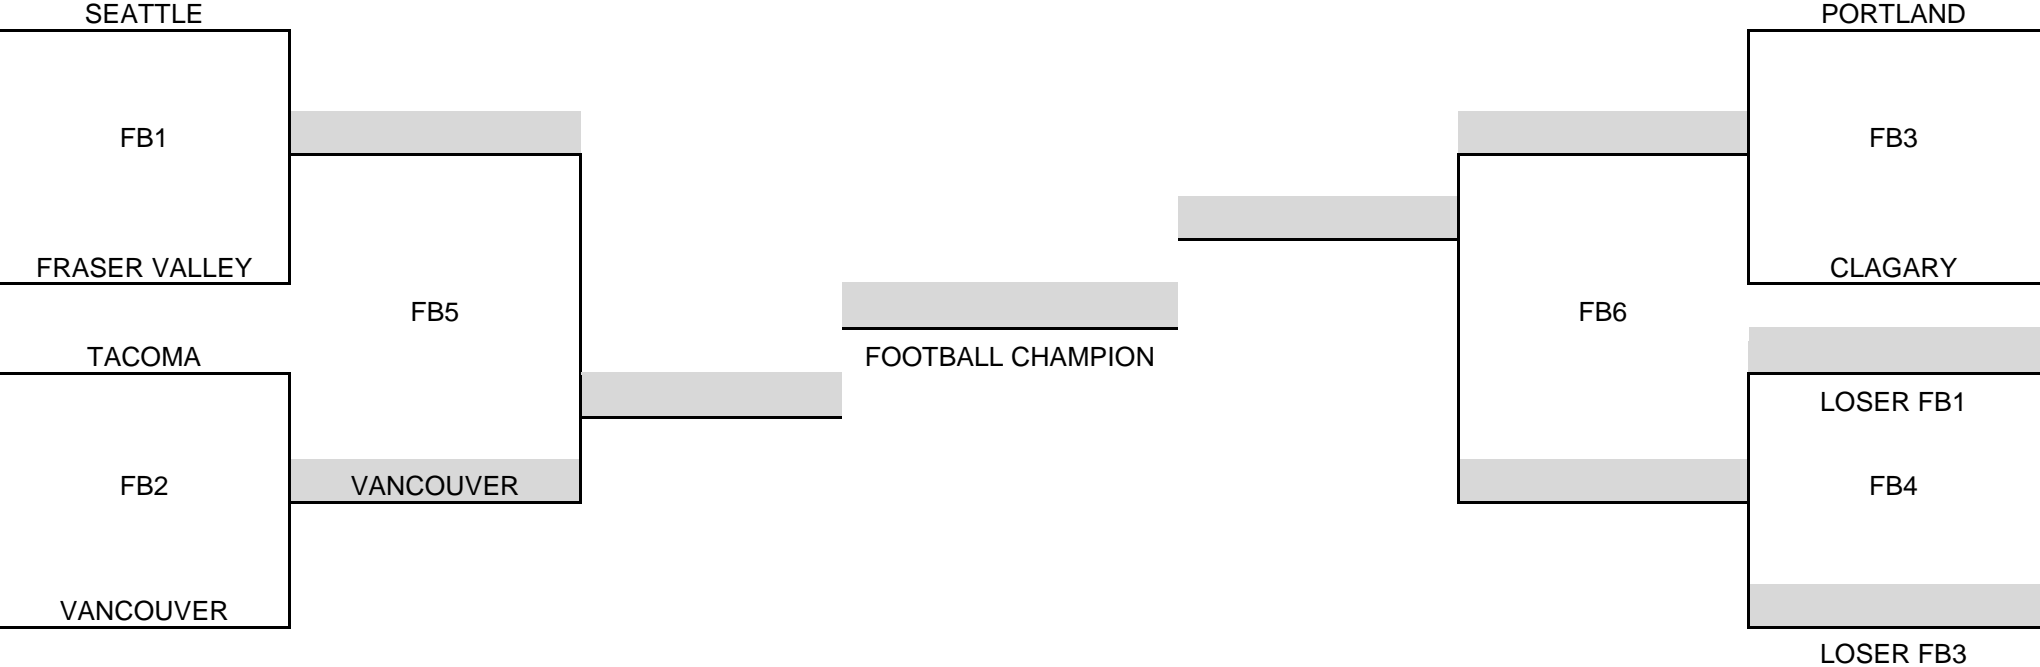 SEATTLE
PORTLAND
FB1
FB3
FRASER VALLEY
CLAGARY
FB5
FB6
TACOMA
FOOTBALL CHAMPION
LOSER FB1
FB2
VANCOUVER
FB4
VANCOUVER
LOSER FB3